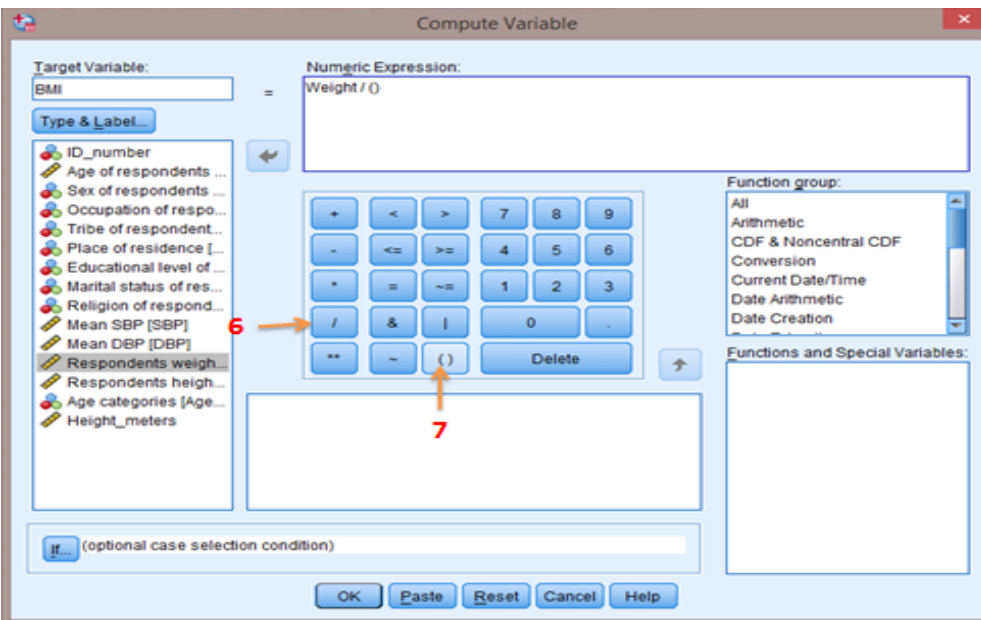 Compute Variable
Target Variable:
BMI
=
Numeric Expression:
Weight / ()
Type & Label...
ID_number
Age of respondents ...
Sex of respondents ...
Occupation of respo...
Tribe of respondent...
Place of residence [...
Educational level of ...
Marital status of res...
Religion of respond...
Mean SBP [SBP]
Mean DBP [DBP]
Respondents weigh...
Respondents heigh...
Age categories [Age...
Height_meters
+ < > 7 8 9
- <= >= 4 5 6
* = ~= 1 2 3
6
/ & | 0 .
** ~ ( ) Delete
7
Function group:
All
Arithmetic
CDF & Noncentral CDF
Conversion
Current Date/Time
Date Arithmetic
Date Creation
Functions and Special Variables:
If... (optional case selection condition)
OK Paste Reset Cancel Help